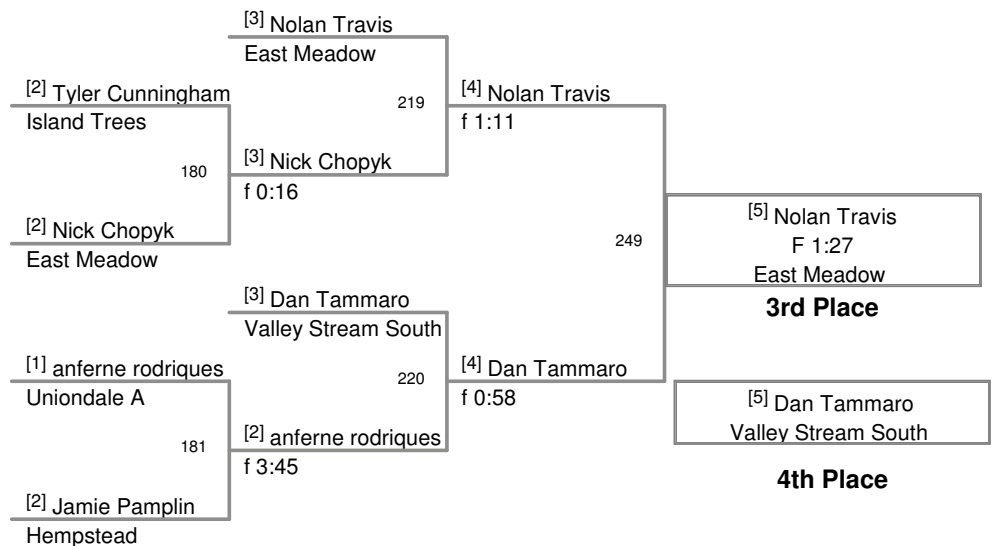 [3] Nolan Travis
East Meadow
[2] Tyler Cunningham
Island Trees
219
[4] Nolan Travis
f 1:11
180
[3] Nick Chopyk
f 0:16
[2] Nick Chopyk
East Meadow
249
[5] Nolan Travis
F 1:27
East Meadow
3rd Place
[3] Dan Tammaro
Valley Stream South
[1] anferne rodriques
Uniondale A
220
[4] Dan Tammaro
f 0:58
[5] Dan Tammaro
Valley Stream South
4th Place
181
[2] anferne rodriques
f 3:45
[2] Jamie Pamplin
Hempstead